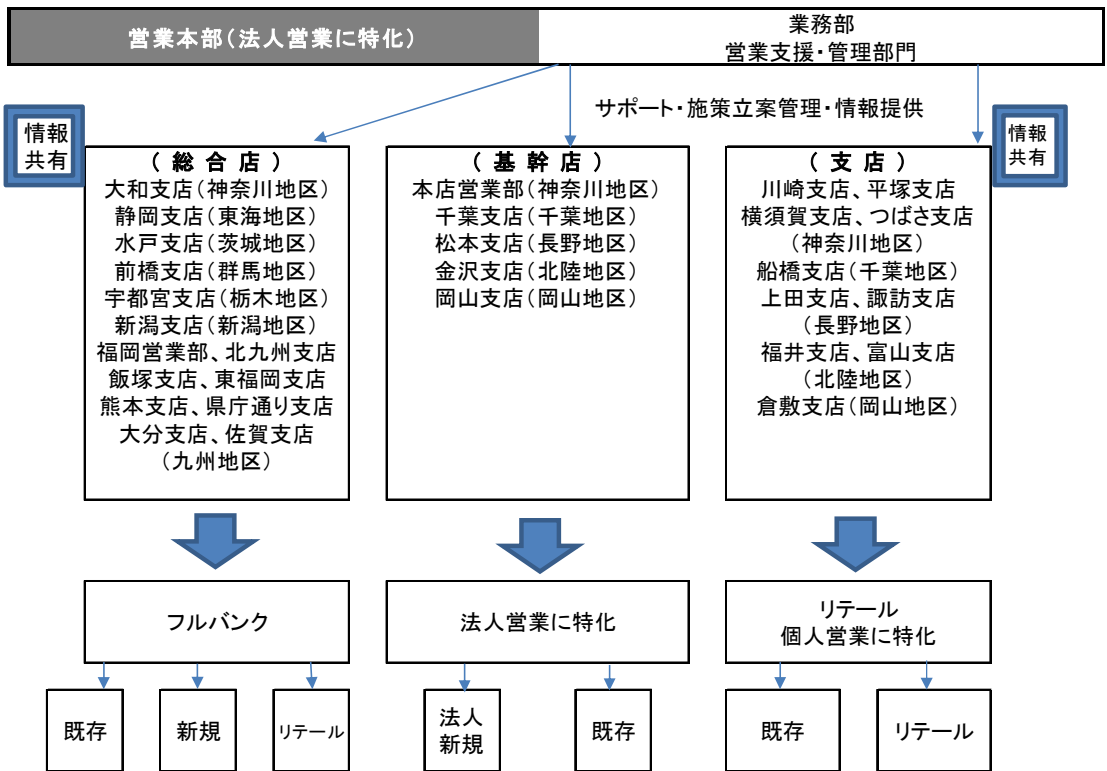 営業本部(法人営業に特化)
業務部
営業支援・管理部門
サポート・施策立案管理・情報提供
情報
共有
情報
共有
(総合店)
大和支店(神奈川地区)
静岡支店(東海地区)
水戸支店(茨城地区)
前橋支店(群馬地区)
宇都宮支店(栃木地区)
新潟支店(新潟地区)
福岡営業部、北九州支店
飯塚支店、東福岡支店
熊本支店、県庁通り支店
大分支店、佐賀支店
(九州地区)
(基幹店)
本店営業部(神奈川地区)
千葉支店(千葉地区)
松本支店(長野地区)
金沢支店(北陸地区)
岡山支店(岡山地区)
(支店)
川崎支店、平塚支店
横須賀支店、つばさ支店
(神奈川地区)
船橋支店(千葉地区)
上田支店、諏訪支店
(長野地区)
福井支店、富山支店
(北陸地区)
倉敷支店(岡山地区)
フルバンク
法人営業に特化
リテール
個人営業に特化
既存
新規
リテール
法人
新規
既存
既存
リテール